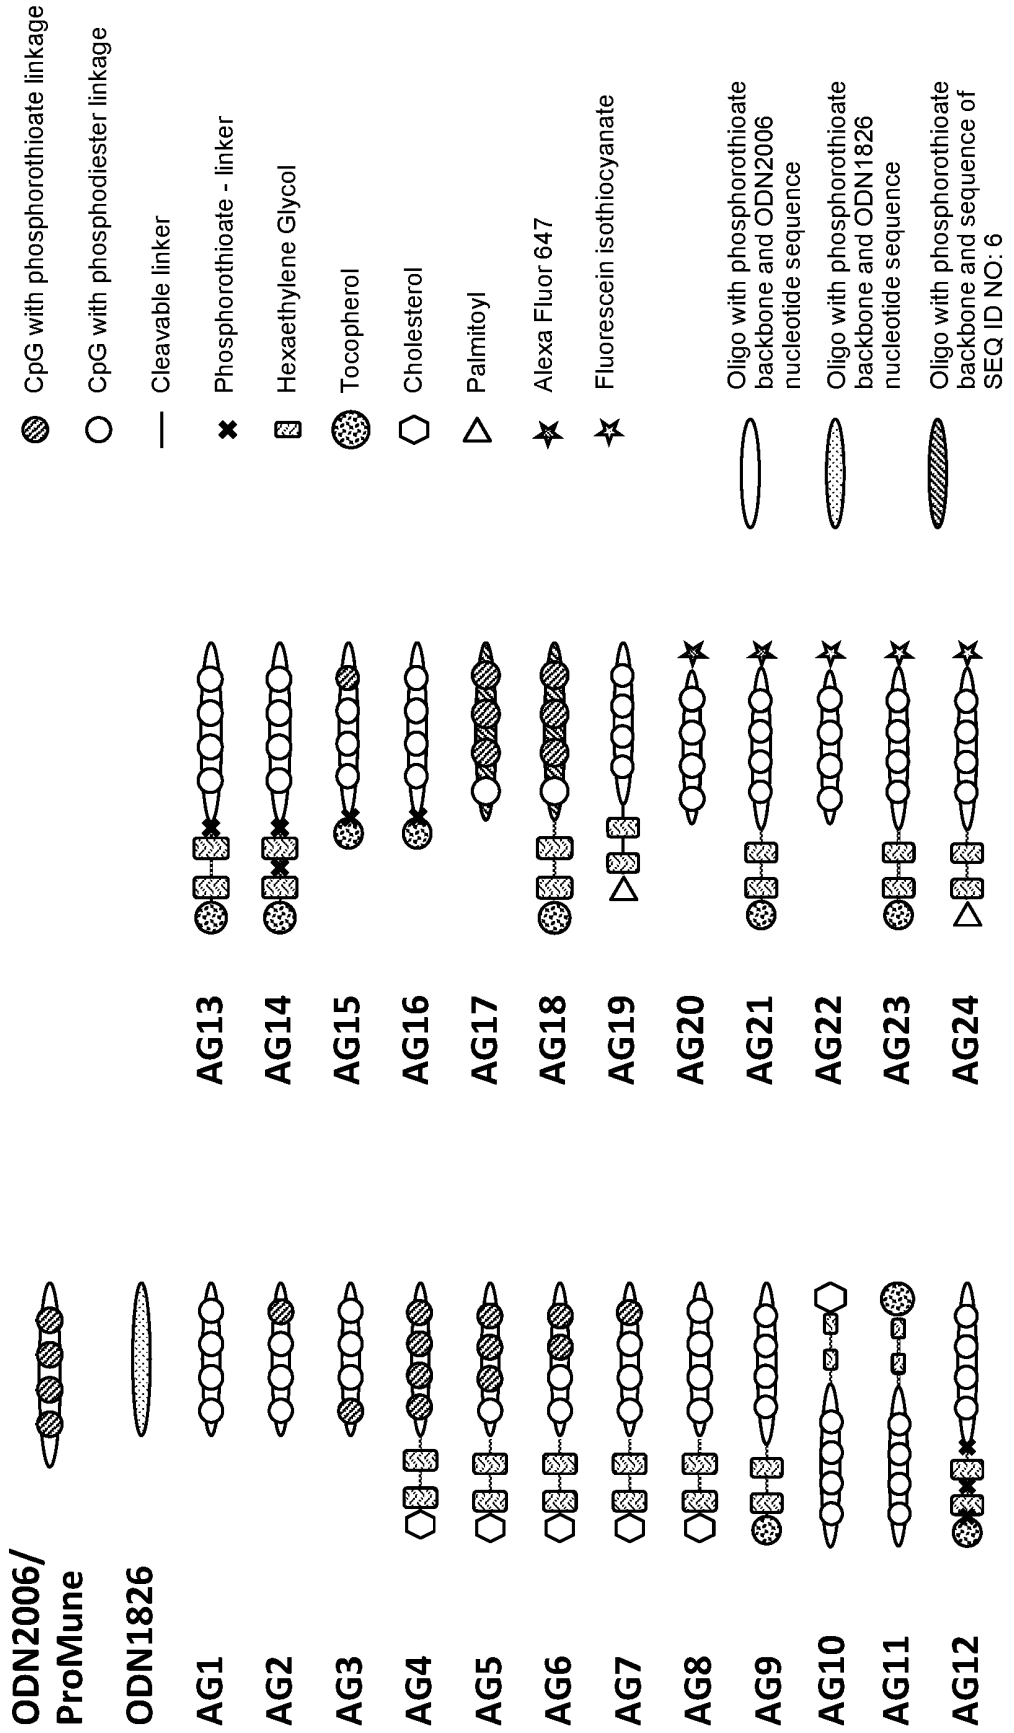 ODN2006/
ProMune
ODN1826
AG1
AG2
AG3
AG4
AG5
AG6
AG7
AG8
AG9
AG10
AG11
AG12
AG13
AG14
AG15
AG16
AG17
AG18
AG19
AG20
AG21
AG22
AG23
AG24
CpG with phosphorothioate linkage
CpG with phosphodiester linkage
Cleavable linker
Phosphorothioate - linker
Hexaethylene Glycol
Tocopherol
Cholesterol
Palmitoyl
Alexa Fluor 647
Fluorescein isothiocyanate
Oligo with phosphorothioate
backbone and ODN2006
nucleotide sequence
Oligo with phosphorothioate
backbone and ODN1826
nucleotide sequence
Oligo with phosphorothioate
backbone and sequence of
SEQ ID NO: 6